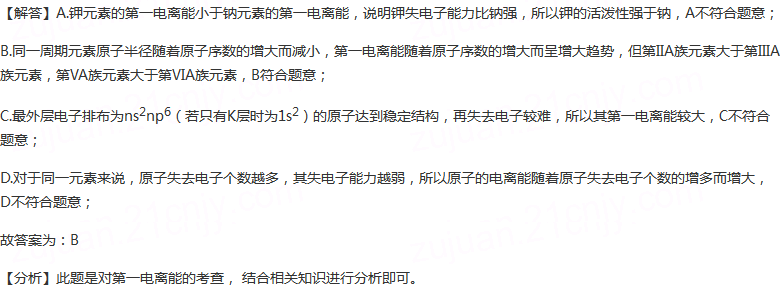 【解答】A.钾元素的第一电离能小于钠元素的第一电离能，说明钾失电子能力比钠强，所以钾的活泼性强于钠，A不符合题意；
B.同一周期元素原子半径随着原子序数的增大而减小，第一电离能随着原子序数的增大而呈增大趋势，但第IIA族元素大于第IIIA
族元素，第VA族元素大于第VIA族元素，B符合题意；
C.最外层电子排布为ns²np⁶（若只有K层时为1s²）的原子达到稳定结构，再失去电子较难，所以其第一电离能较大，C不符合
题意；
D.对于同一元素来说，原子失去电子个数越多，其失电子能力越弱，所以原子的电离能随着原子失去电子个数的增多而增大，
D不符合题意；
故答案为：B
【分析】此题是对第一电离能的考查， 结合相关知识进行分析即可。